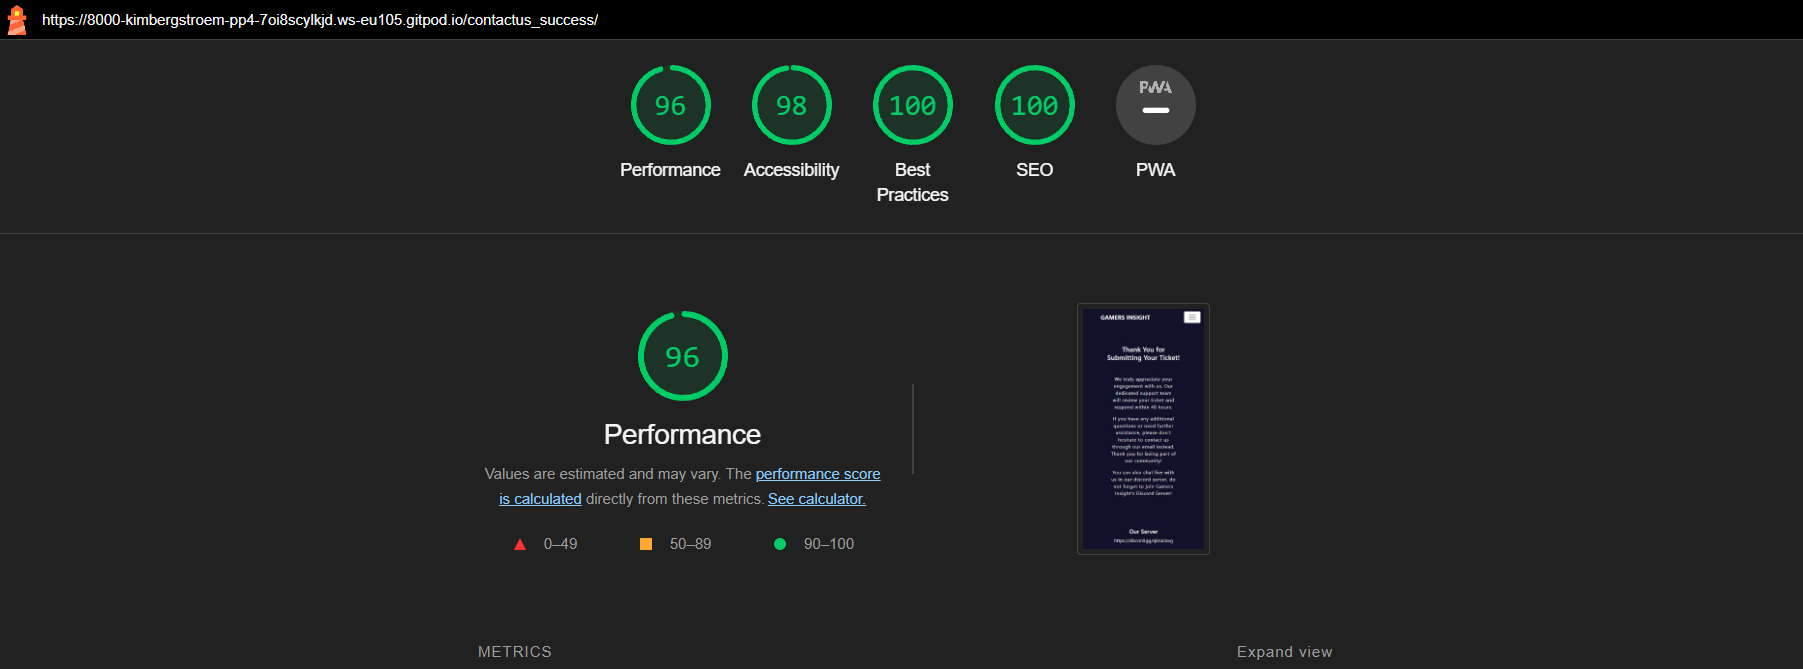 https://8000-kimbergstroem-pp4-7oi8scylkjd.ws-eu105.gitpod.io/contactus_success/
96
98
100
100
PWA
Performance
Accessibility
Best
Practices
SEO
PWA
96
Performance
Values are estimated and may vary. The performance score
is calculated directly from these metrics. See calculator.
0–49
50–89
90–100
GAMERS INSIGHT
Thank You for
Submitting Your Ticket!
We truly appreciate your
engagement with us. Our
dedicated support team
will review your ticket and
respond within 48 hours.
If you have any additional
questions or need further
assistance, please don't
hesitate to contact us
through our email instead.
Thank you for being part of
our community!
You can also chat live with
us in our discord server, do
not forget to join Gamers
Insight's Discord Server!
Our Server
METRICS
Expand view